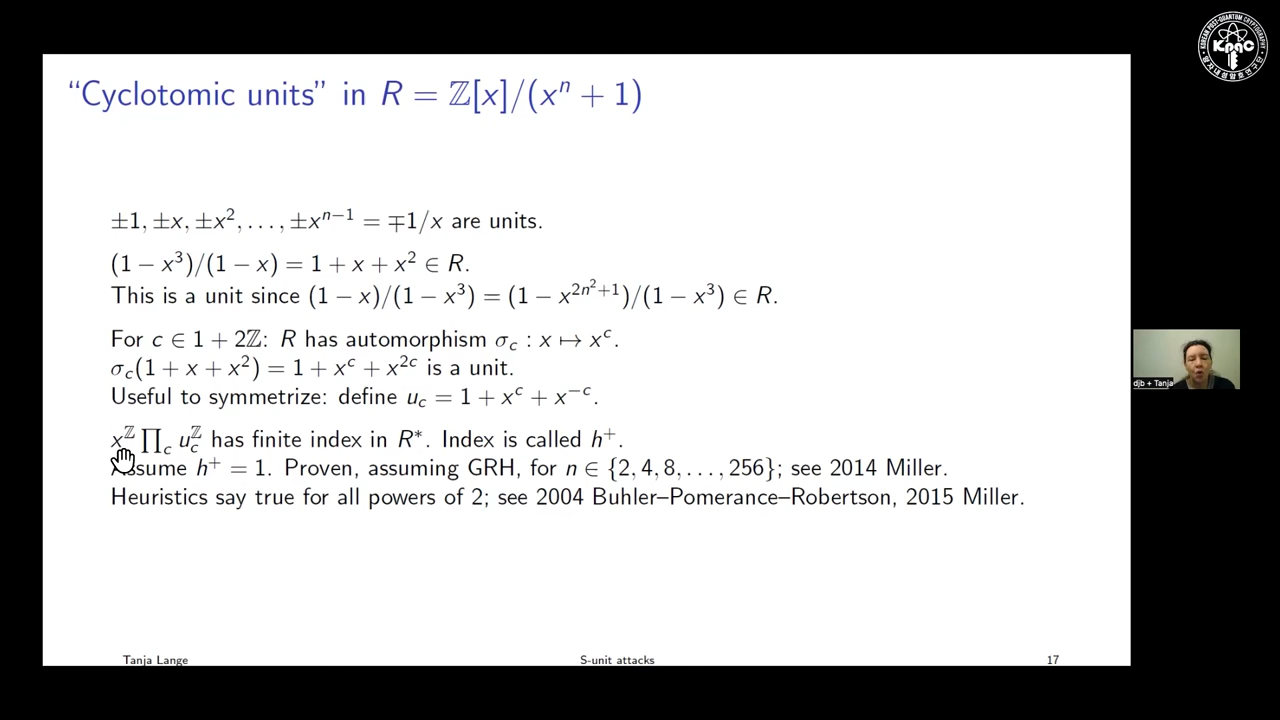 "Cyclotomic units" in R = ℤ[x]/(xⁿ + 1)
±1, ±x, ±x², . . . , ±xⁿ⁻¹ = ∓1/x are units.
(1 − x³)/(1 − x) = 1 + x + x² ∈ R.
This is a unit since (1 − x)/(1 − x³) = (1 − x^{2n²+1})/(1 − x³) ∈ R.
For c ∈ 1 + 2ℤ: R has automorphism σ_c : x ↦ x^c.
σ_c(1 + x + x²) = 1 + x^c + x^{2c} is a unit.
Useful to symmetrize: define u_c = 1 + x^c + x^{−c}.
x^ℤ ∏_c u_c^ℤ has finite index in R*. Index is called h⁺.
Assume h⁺ = 1. Proven, assuming GRH, for n ∈ {2, 4, 8, . . . , 256}; see 2014 Miller.
Heuristics say true for all powers of 2; see 2004 Buhler–Pomerance–Robertson, 2015 Miller.
Tanja Lange S-unit attacks 17
djb + Tanja
KPQC